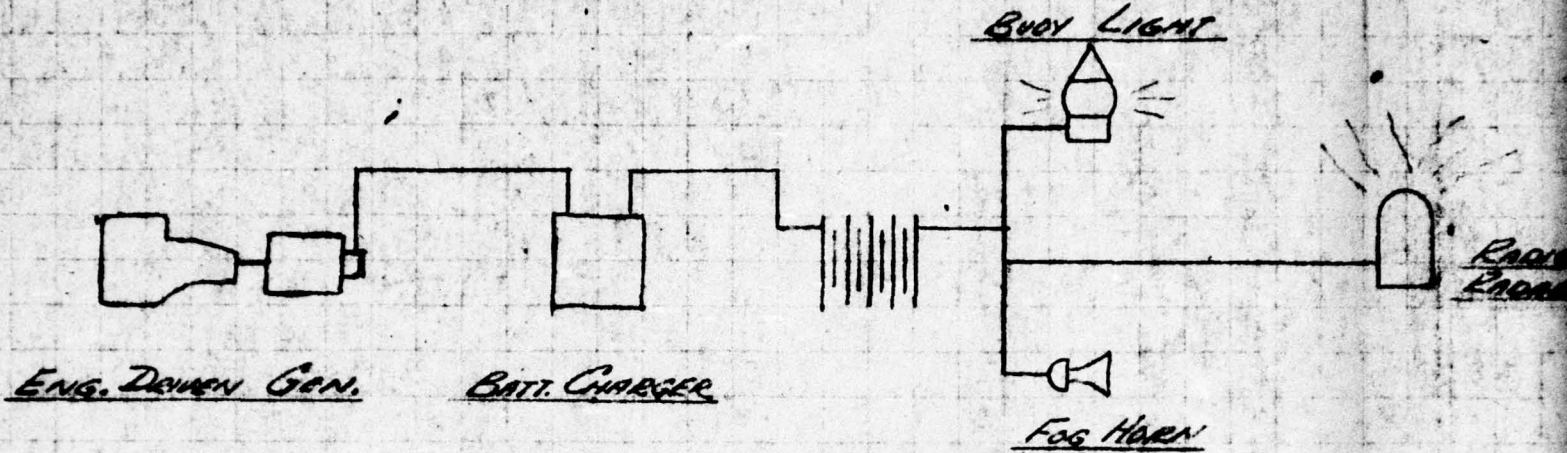 BUOY LIGHT
ENG. DRIVEN GEN.
BATT. CHARGER
FOG HORN